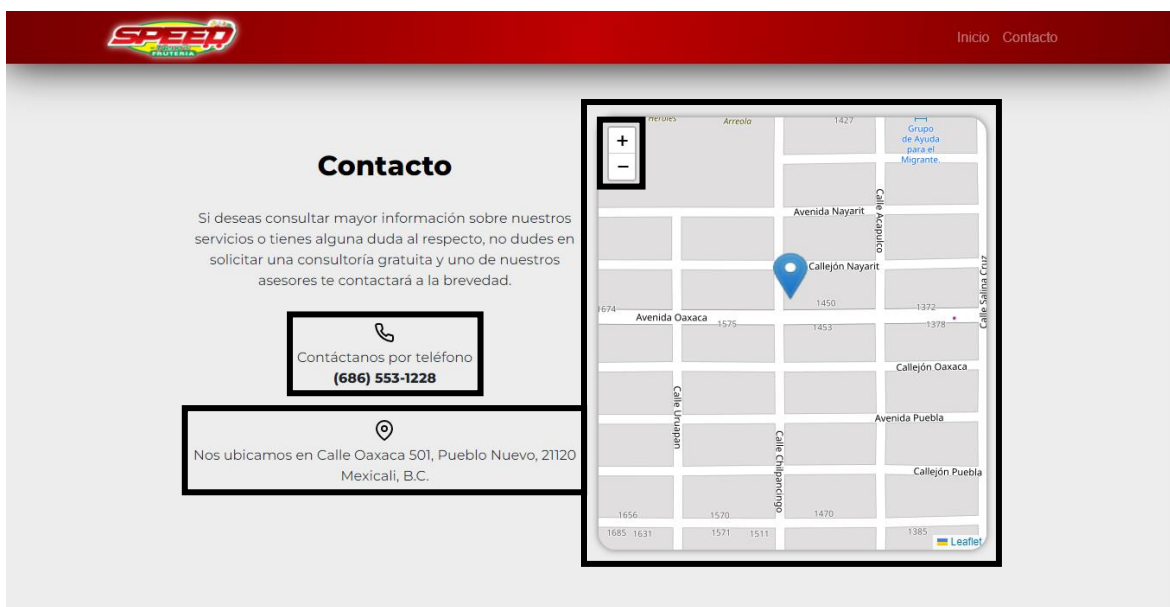 SPEED
FRUTERIA
Inicio Contacto
Contacto
Si deseas consultar mayor información sobre nuestros
servicios o tienes alguna duda al respecto, no dudes en
solicitar una consultoría gratuita y uno de nuestros
asesores te contactará a la brevedad.
Contáctanos por teléfono
(686) 553-1228
Nos ubicamos en Calle Oaxaca 501, Pueblo Nuevo, 21120
Mexicali, B.C.
+
−
Arreola
1427
Grupo
de Ayuda
para el
Migrante.
Calle Acapulco
Avenida Nayarit
Callejón Nayarit
Calle Salina Cruz
1450
1372
1674
Avenida Oaxaca
1575
1453
1378
Callejón Oaxaca
Calle Uruapan
Avenida Puebla
Calle Chilpancingo
Callejón Puebla
1656
1570
1470
1685 1631
1571
1511
1385
Leaflet